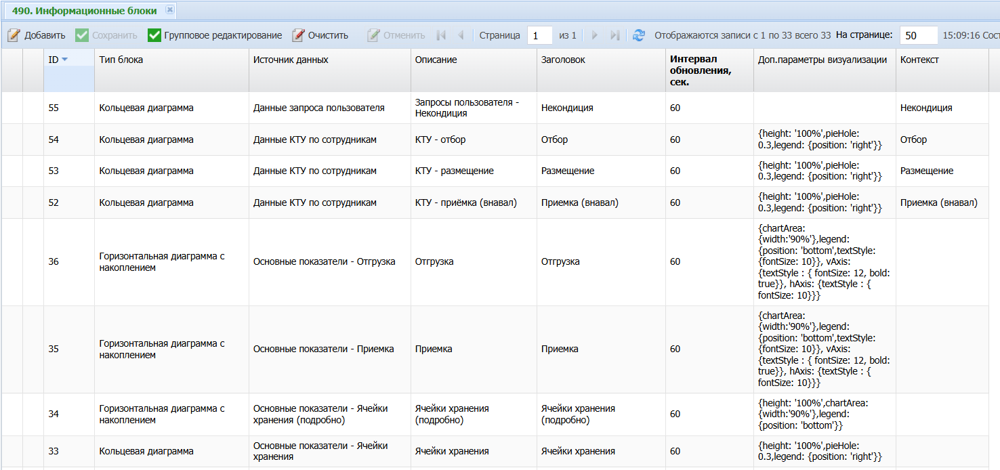 490. Информационные блоки
Добавить Сохранить Групповое редактирование Очистить Отменить Страница 1 из 1 Отображаются записи с 1 по 33 всего 33 На странице: 50 15:09:16 Сост
ID Тип блока Источник данных Описание Заголовок Интервал обновления, сек. Доп.параметры визуализации Контекст
55 Кольцевая диаграмма Данные запроса пользователя Запросы пользователя - Некондиция Некондиция 60 Некондиция
54 Кольцевая диаграмма Данные КТУ по сотрудникам КТУ - отбор Отбор 60 {height: '100%',pieHole: 0.3,legend: {position: 'right'}} Отбор
53 Кольцевая диаграмма Данные КТУ по сотрудникам КТУ - размещение Размещение 60 {height: '100%',pieHole: 0.3,legend: {position: 'right'}} Размещение
52 Кольцевая диаграмма Данные КТУ по сотрудникам КТУ - приёмка (внавал) Приемка (внавал) 60 {height: '100%',pieHole: 0.3,legend: {position: 'right'}} Приемка (внавал)
36 Горизонтальная диаграмма с накоплением Основные показатели - Отгрузка Отгрузка Отгрузка 60 {chartArea: {width:'90%'},legend: {position: 'bottom',textStyle: {fontSize: 10}}, vAxis: {textStyle : { fontSize: 12, bold: true}}, hAxis: {textStyle : { fontSize: 10}}}
35 Горизонтальная диаграмма с накоплением Основные показатели - Приемка Приемка Приемка 60 {chartArea: {width:'90%'},legend: {position: 'bottom',textStyle: {fontSize: 10}}, vAxis: {textStyle : { fontSize: 12, bold: true}}, hAxis: {textStyle : { fontSize: 10}}}
34 Горизонтальная диаграмма с накоплением Основные показатели - Ячейки хранения (подробно) Ячейки хранения (подробно) Ячейки хранения (подробно) 60 {height: '100%',chartArea: {width:'90%'},legend: {position: 'bottom'}}
33 Кольцевая диаграмма Основные показатели - Ячейки хранения Ячейки хранения Ячейки хранения 60 {height: '100%',pieHole: 0.3,legend: {position: 'right'}}